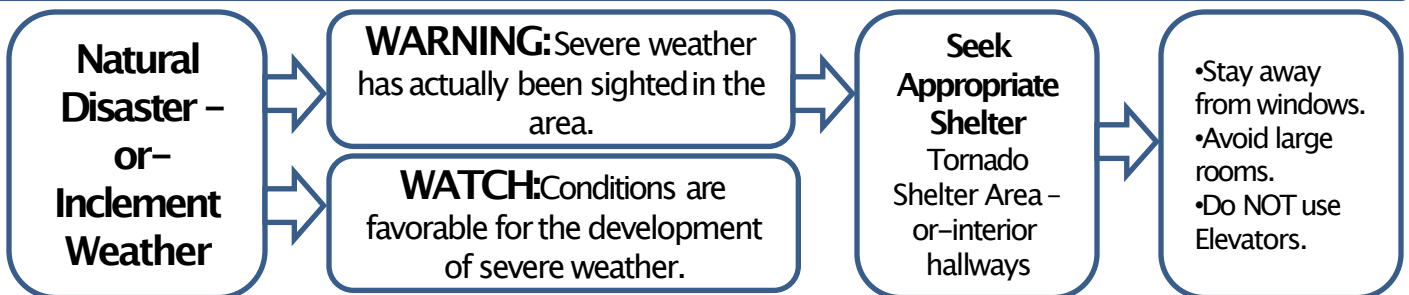 Natural
Disaster –
or–
Inclement
Weather
WARNING: Severe weather
has actually been sighted in the
area.
WATCH: Conditions are
favorable for the development
of severe weather.
Seek
Appropriate
Shelter
Tornado
Shelter Area –
or–interior
hallways
•Stay away
from windows.
•Avoid large
rooms.
•Do NOT use
Elevators.